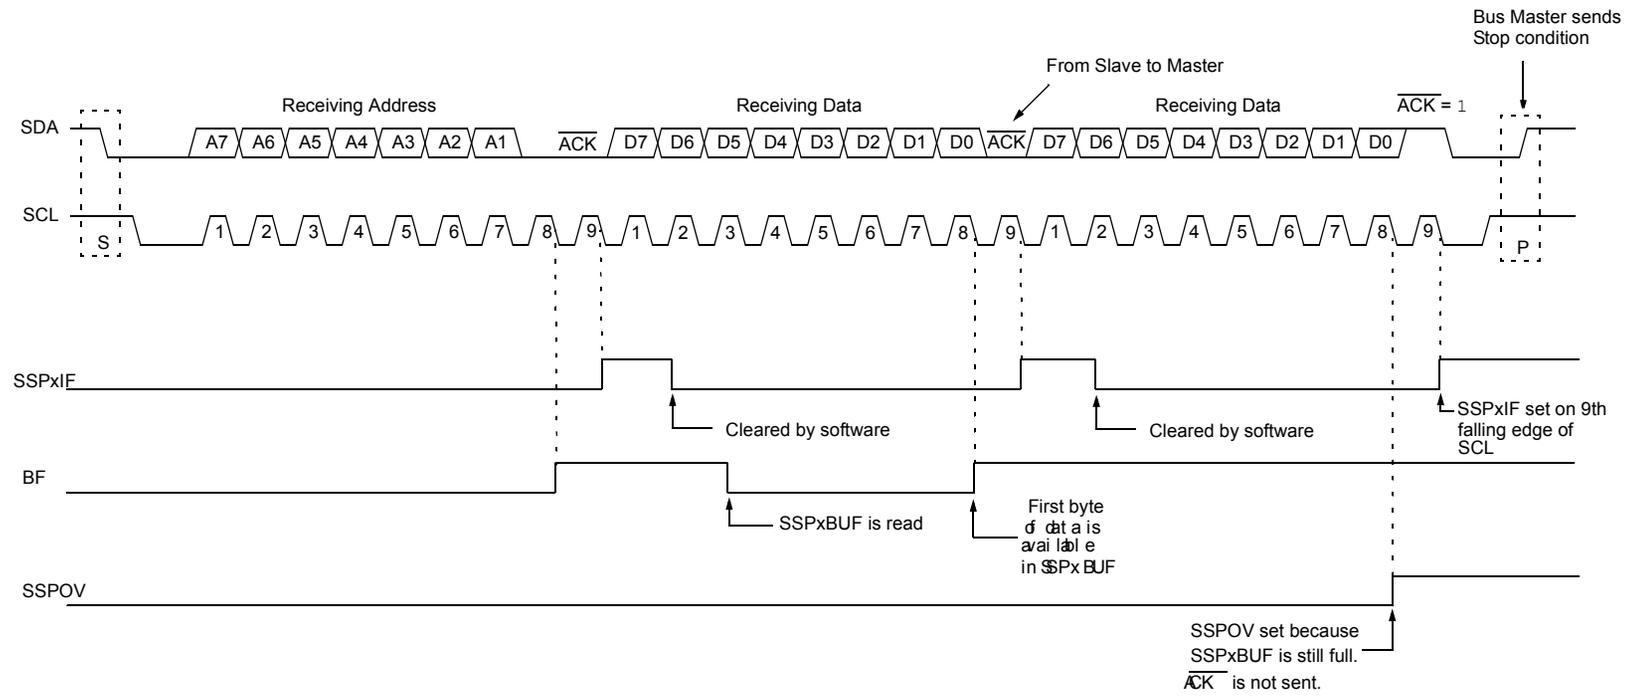 Bus Master sends
Stop condition
From Slave to Master
Receiving Address
Receiving Data
Receiving Data
ACK = 1
SDA
A7 A6 A5 A4 A3 A2 A1 ACK D7 D6 D5 D4 D3 D2 D1 D0 ACK D7 D6 D5 D4 D3 D2 D1 D0
SCL
S 1 2 3 4 5 6 7 8 9 1 2 3 4 5 6 7 8 9 1 2 3 4 5 6 7 8 9 P
SSPxIF
Cleared by software
Cleared by software
SSPxIF set on 9th
falling edge of
SCL
BF
SSPxBUF is read
First byte
of data is
available
in SSPxBUF
SSPOV
SSPOV set because
SSPxBUF is still full.
ACK is not sent.